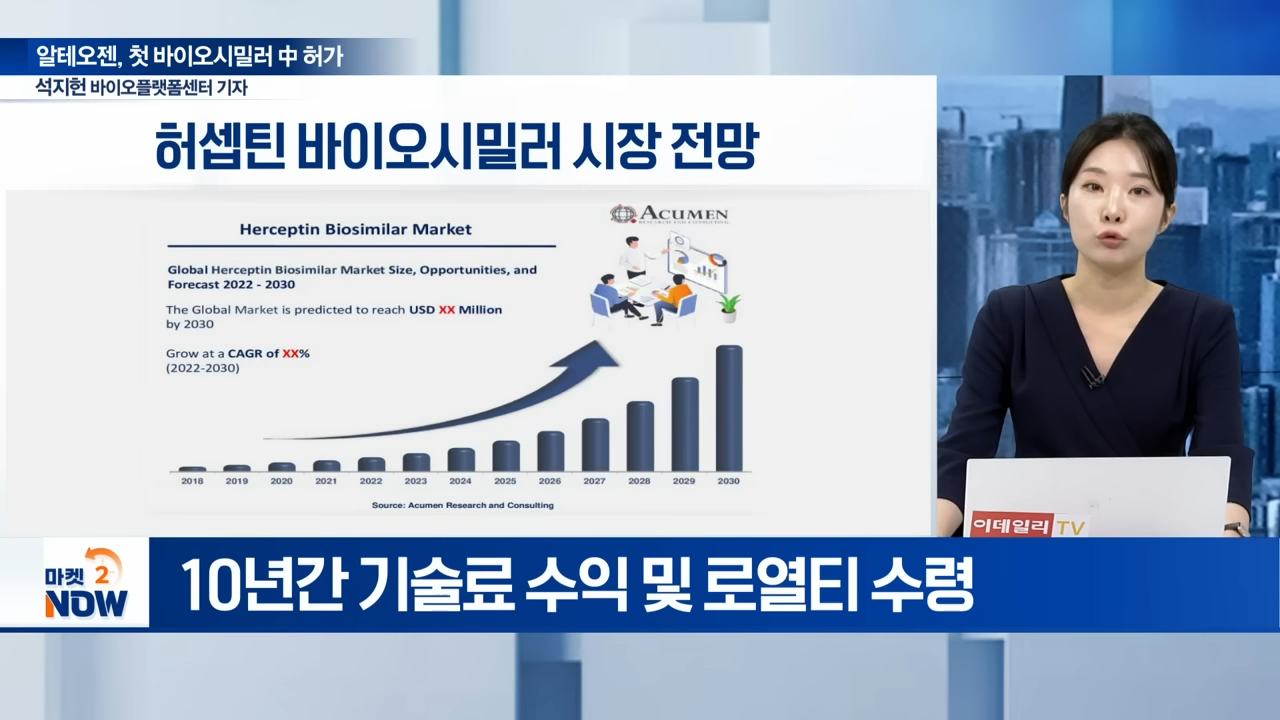 알테오젠, 첫 바이오시밀러 中 허가
석지헌 바이오플랫폼센터 기자
허셉틴 바이오시밀러 시장 전망
ACUMEN
RESEARCH AND CONSULTING
Herceptin Biosimilar Market
Global Herceptin Biosimilar Market Size, Opportunities, and
Forecast 2022 - 2030
The Global Market is predicted to reach USD XX Million
by 2030
Grow at a CAGR of XX%
(2022-2030)
2018 2019 2020 2021 2022 2023 2024 2025 2026 2027 2028 2029 2030
Source: Acumen Research and Consulting
이데일리 TV
마켓 2
NOW
10년간 기술료 수익 및 로열티 수령